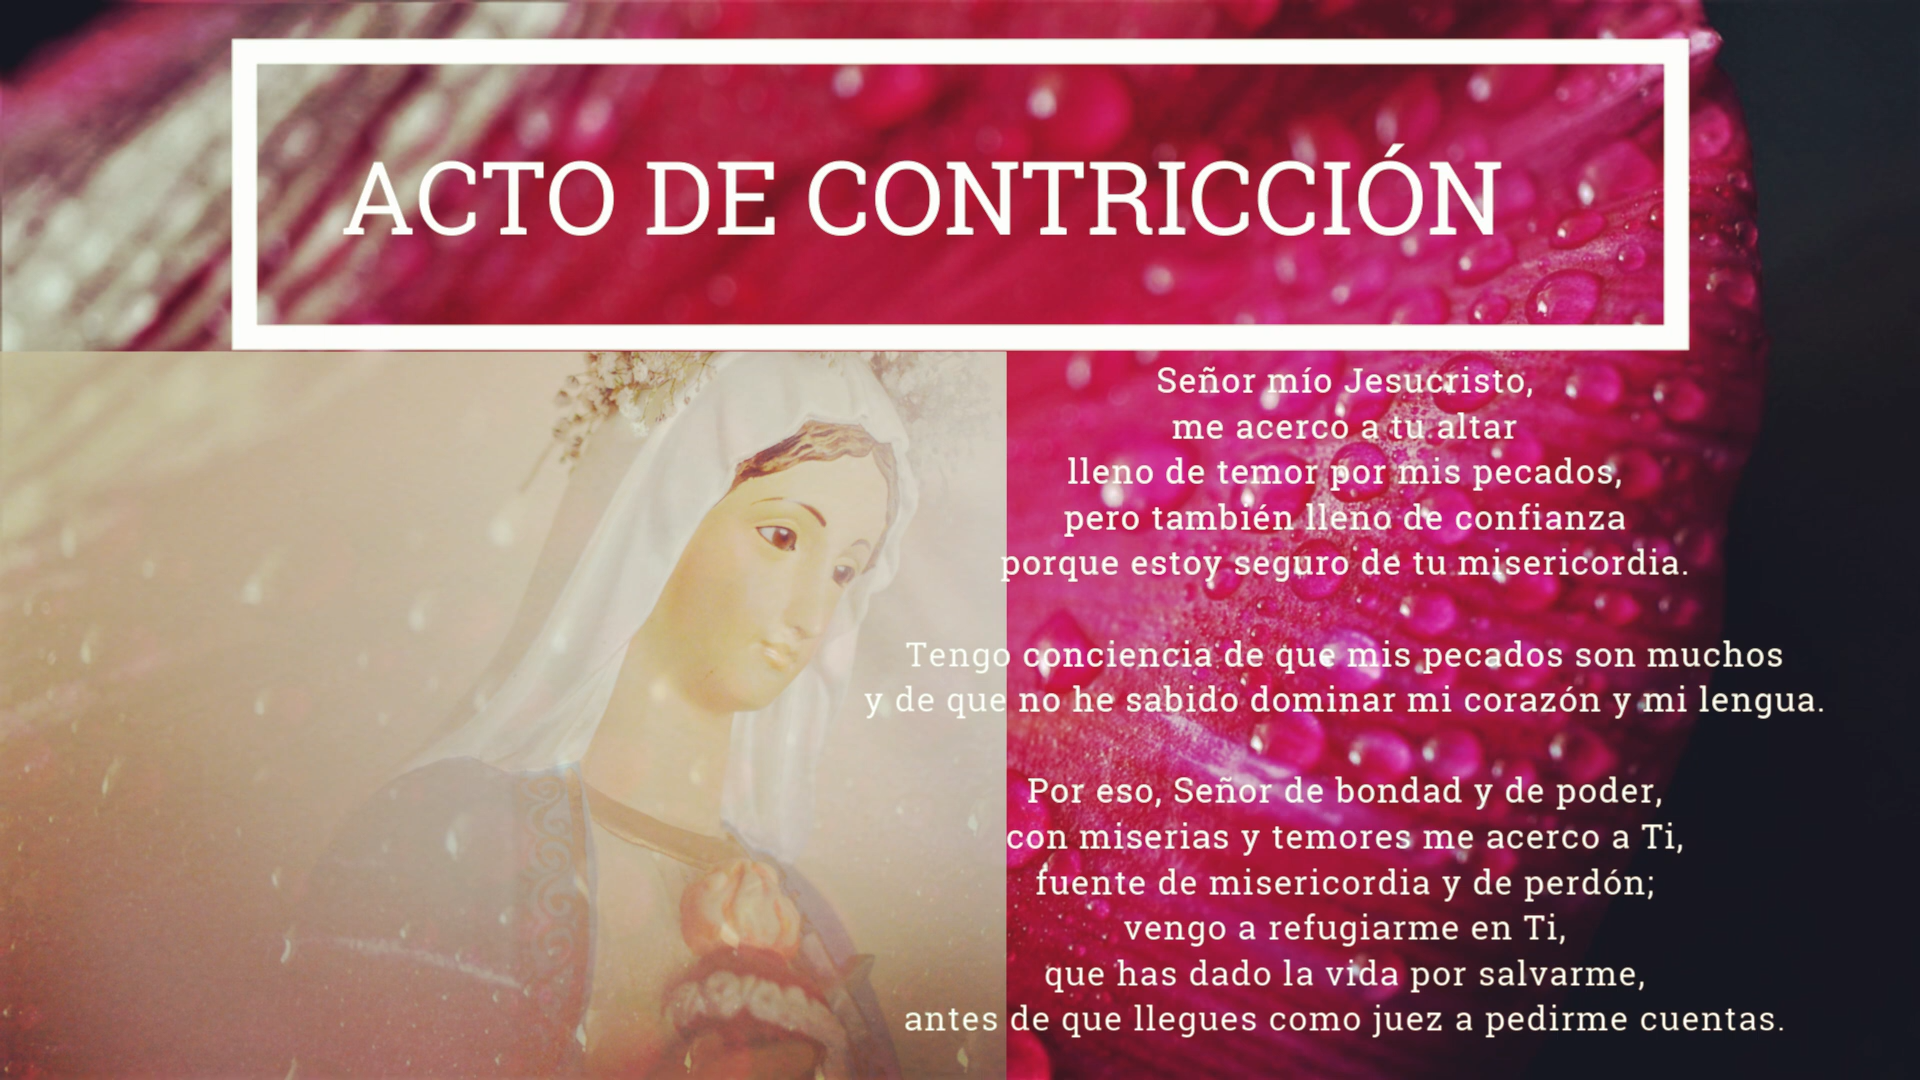 ACTO DE CONTRICCIÓN
Señor mío Jesucristo,
me acerco a tu altar
lleno de temor por mis pecados,
pero también lleno de confianza
porque estoy seguro de tu misericordia.
Tengo conciencia de que mis pecados son muchos
y de que no he sabido dominar mi corazón y mi lengua.
Por eso, Señor de bondad y de poder,
con miserias y temores me acerco a Ti,
fuente de misericordia y de perdón;
vengo a refugiarme en Ti,
que has dado la vida por salvarme,
antes de que llegues como juez a pedirme cuentas.